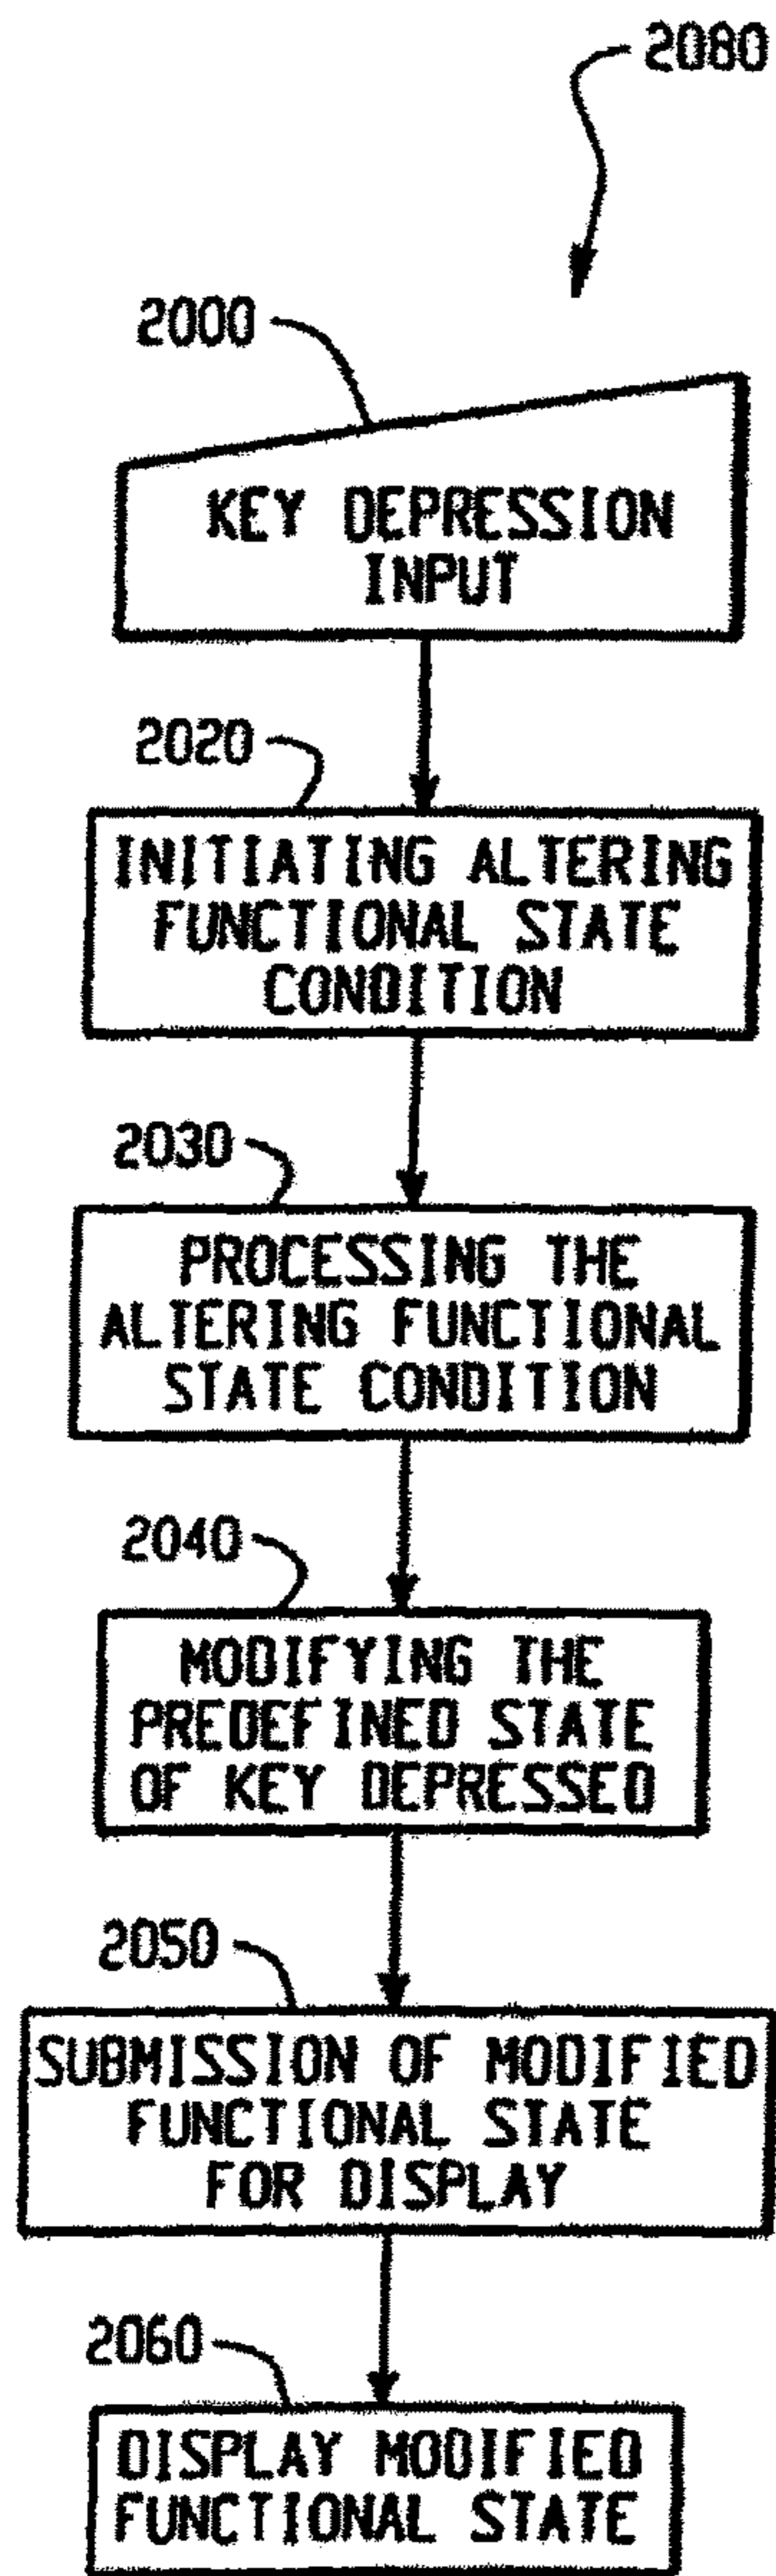 2080
2000
KEY DEPRESSION
INPUT
2020
INITIATING ALTERING
FUNCTIONAL STATE
CONDITION
2030
PROCESSING THE
ALTERING FUNCTIONAL
STATE CONDITION
2040
MODIFYING THE
PREDEFINED STATE
OF KEY DEPRESSED
2050
SUBMISSION OF MODIFIED
FUNCTIONAL STATE
FOR DISPLAY
2060
DISPLAY MODIFIED
FUNCTIONAL STATE